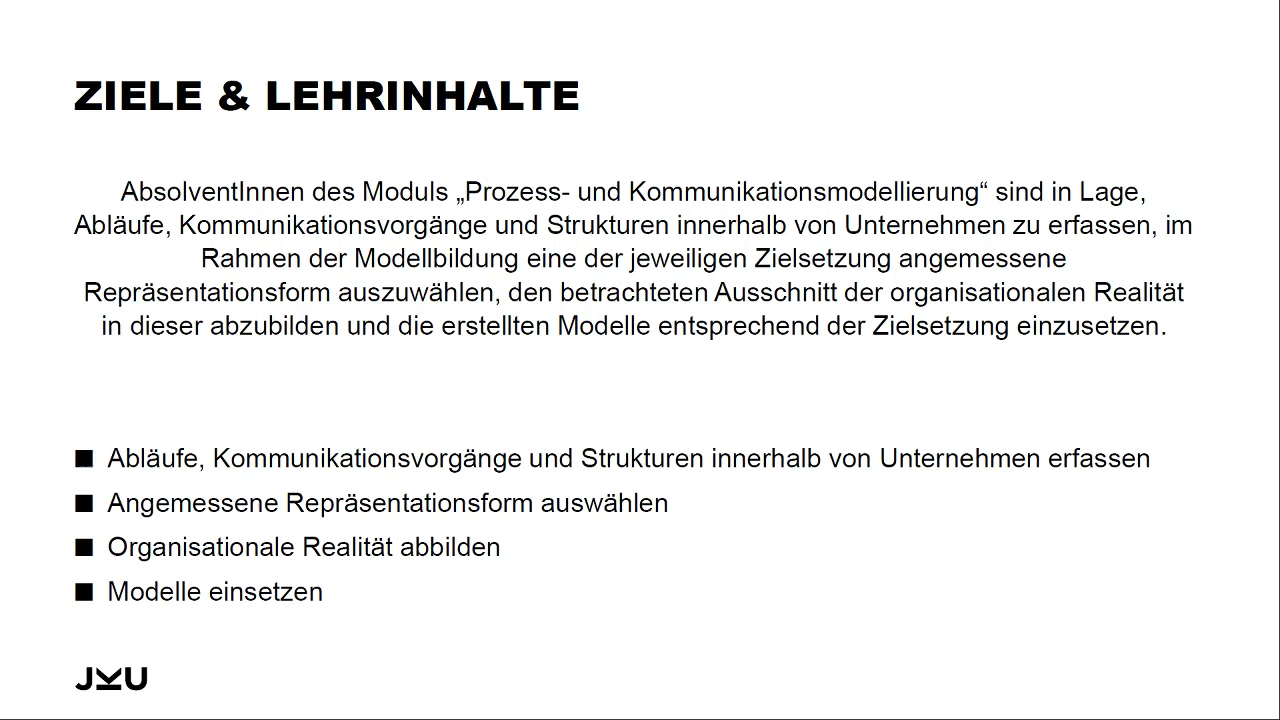 ZIELE & LEHRINHALTE
AbsolventInnen des Moduls „Prozess- und Kommunikationsmodellierung“ sind in Lage,
Abläufe, Kommunikationsvorgänge und Strukturen innerhalb von Unternehmen zu erfassen, im
Rahmen der Modellbildung eine der jeweiligen Zielsetzung angemessene
Repräsentationsform auszuwählen, den betrachteten Ausschnitt der organisationalen Realität
in dieser abzubilden und die erstellten Modelle entsprechend der Zielsetzung einzusetzen.
■ Abläufe, Kommunikationsvorgänge und Strukturen innerhalb von Unternehmen erfassen
■ Angemessene Repräsentationsform auswählen
■ Organisationale Realität abbilden
■ Modelle einsetzen
JKU